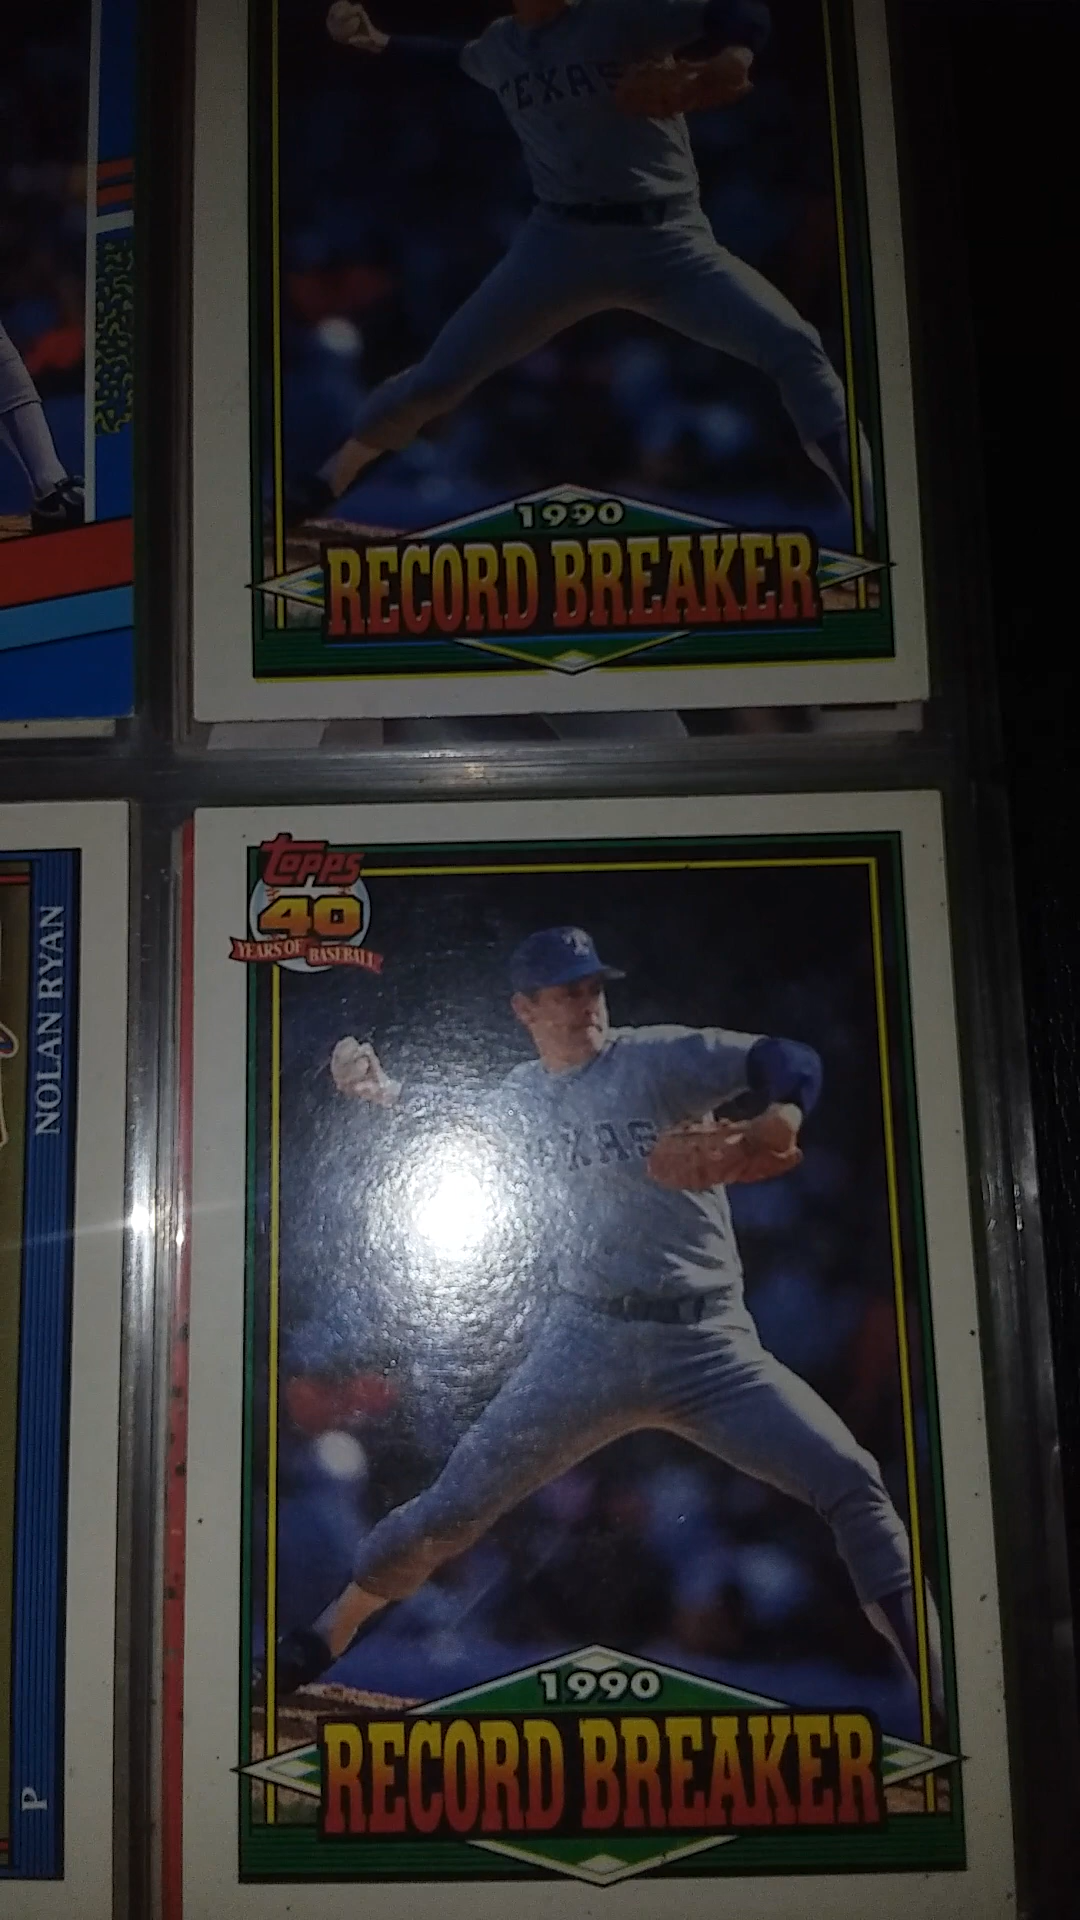 TEXAS
1990
RECORD BREAKER
NOLAN RYAN
P
Topps
40
YEARS OF BASEBALL
TEXAS
1990
RECORD BREAKER